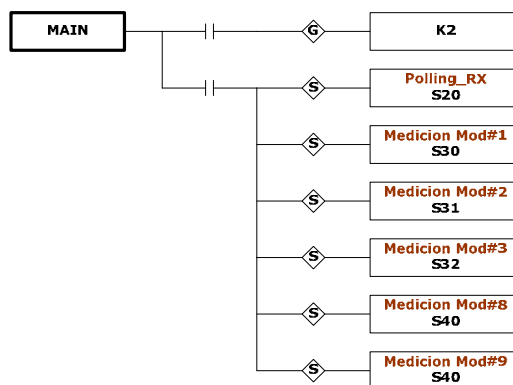 MAIN
G
K2
S
Polling_RX
S20
S
Medicion Mod#1
S30
S
Medicion Mod#2
S31
S
Medicion Mod#3
S32
S
Medicion Mod#8
S40
S
Medicion Mod#9
S40